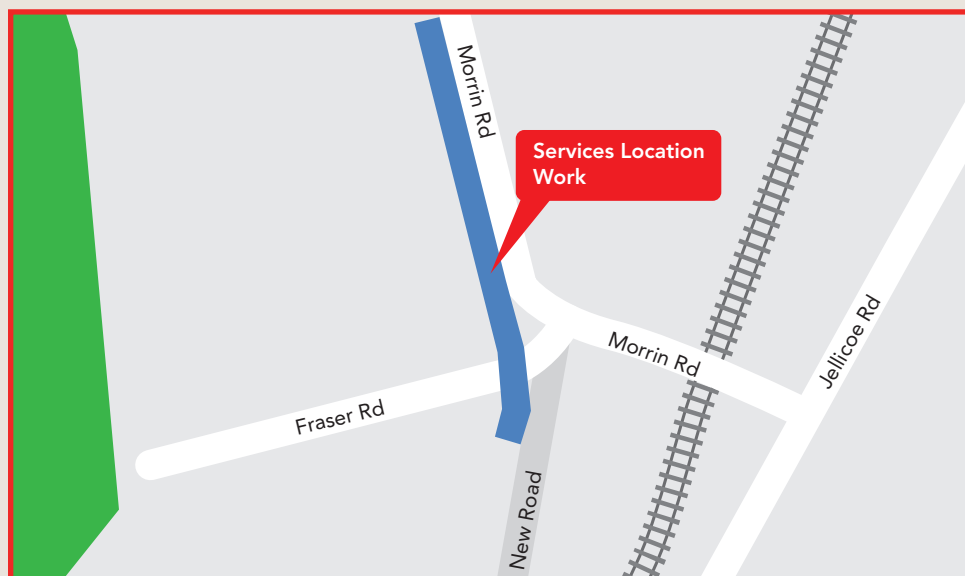 Morrin Rd
Services Location
Work
Jellicoe Rd
Morrin Rd
Fraser Rd
New Road